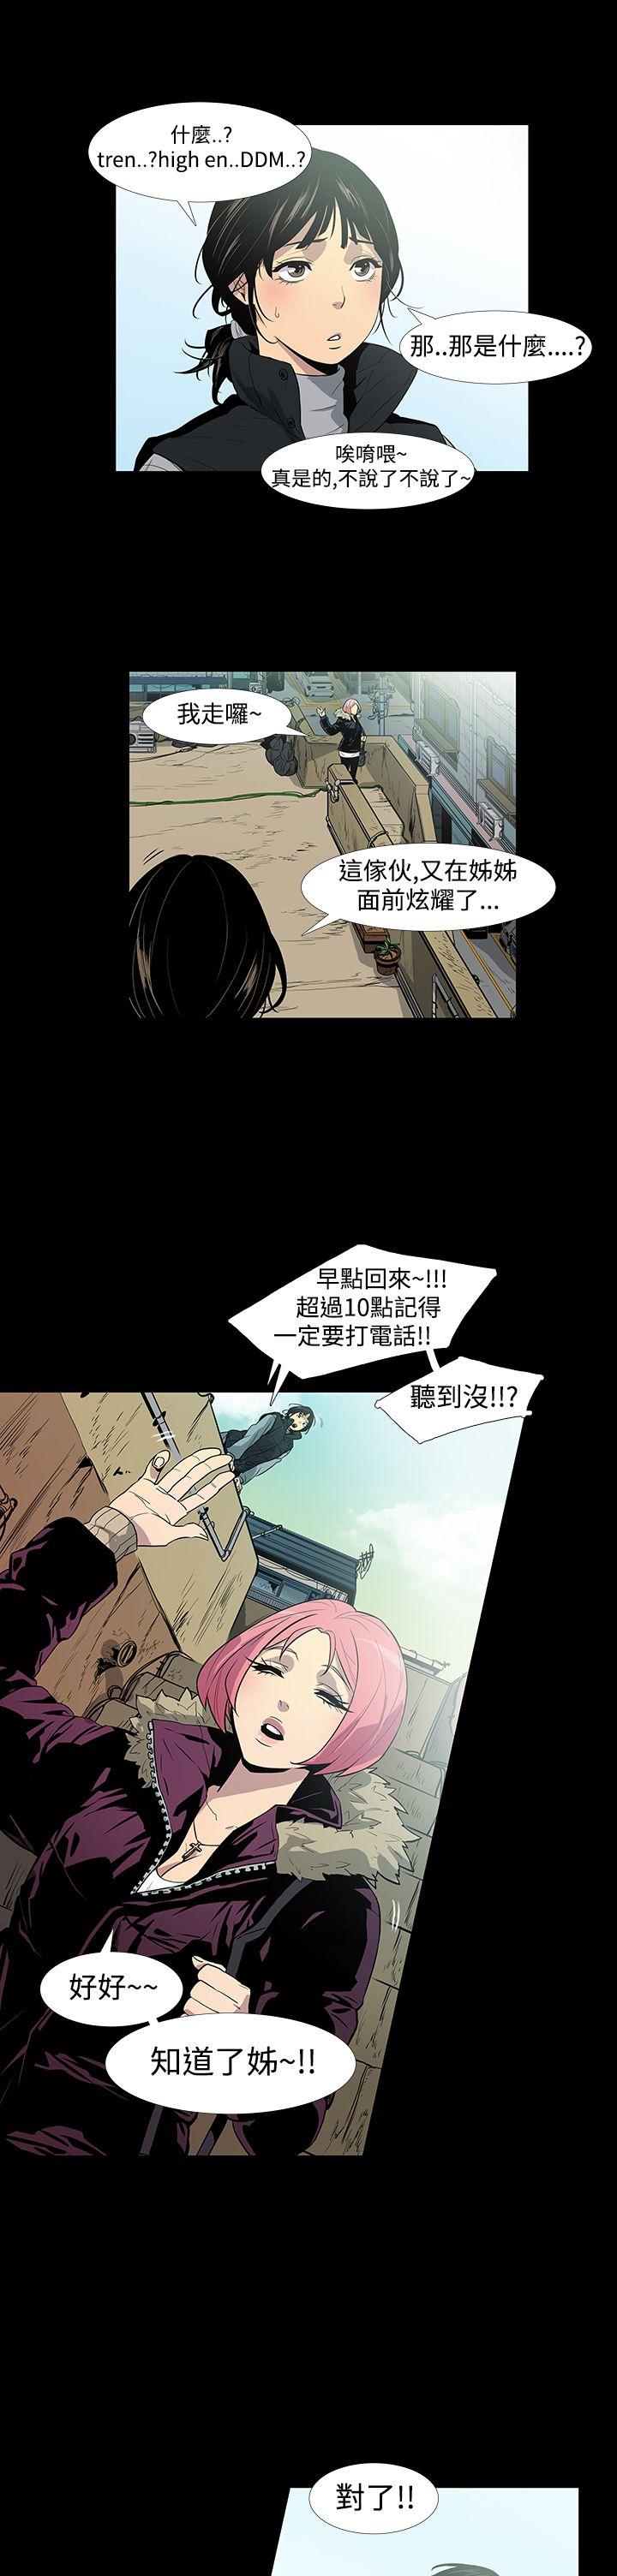 什麼..?
tren..?high en..DDM..?
那..那是什麼....?
唉唷喂~
真是的,不說了不說了~
我走囉~
這傢伙,又在姊姊
面前炫耀了...
早點回來~!!!
超過10點記得
一定要打電話!!
聽到沒!!?
好好~~
知道了姊~!!
對了!!